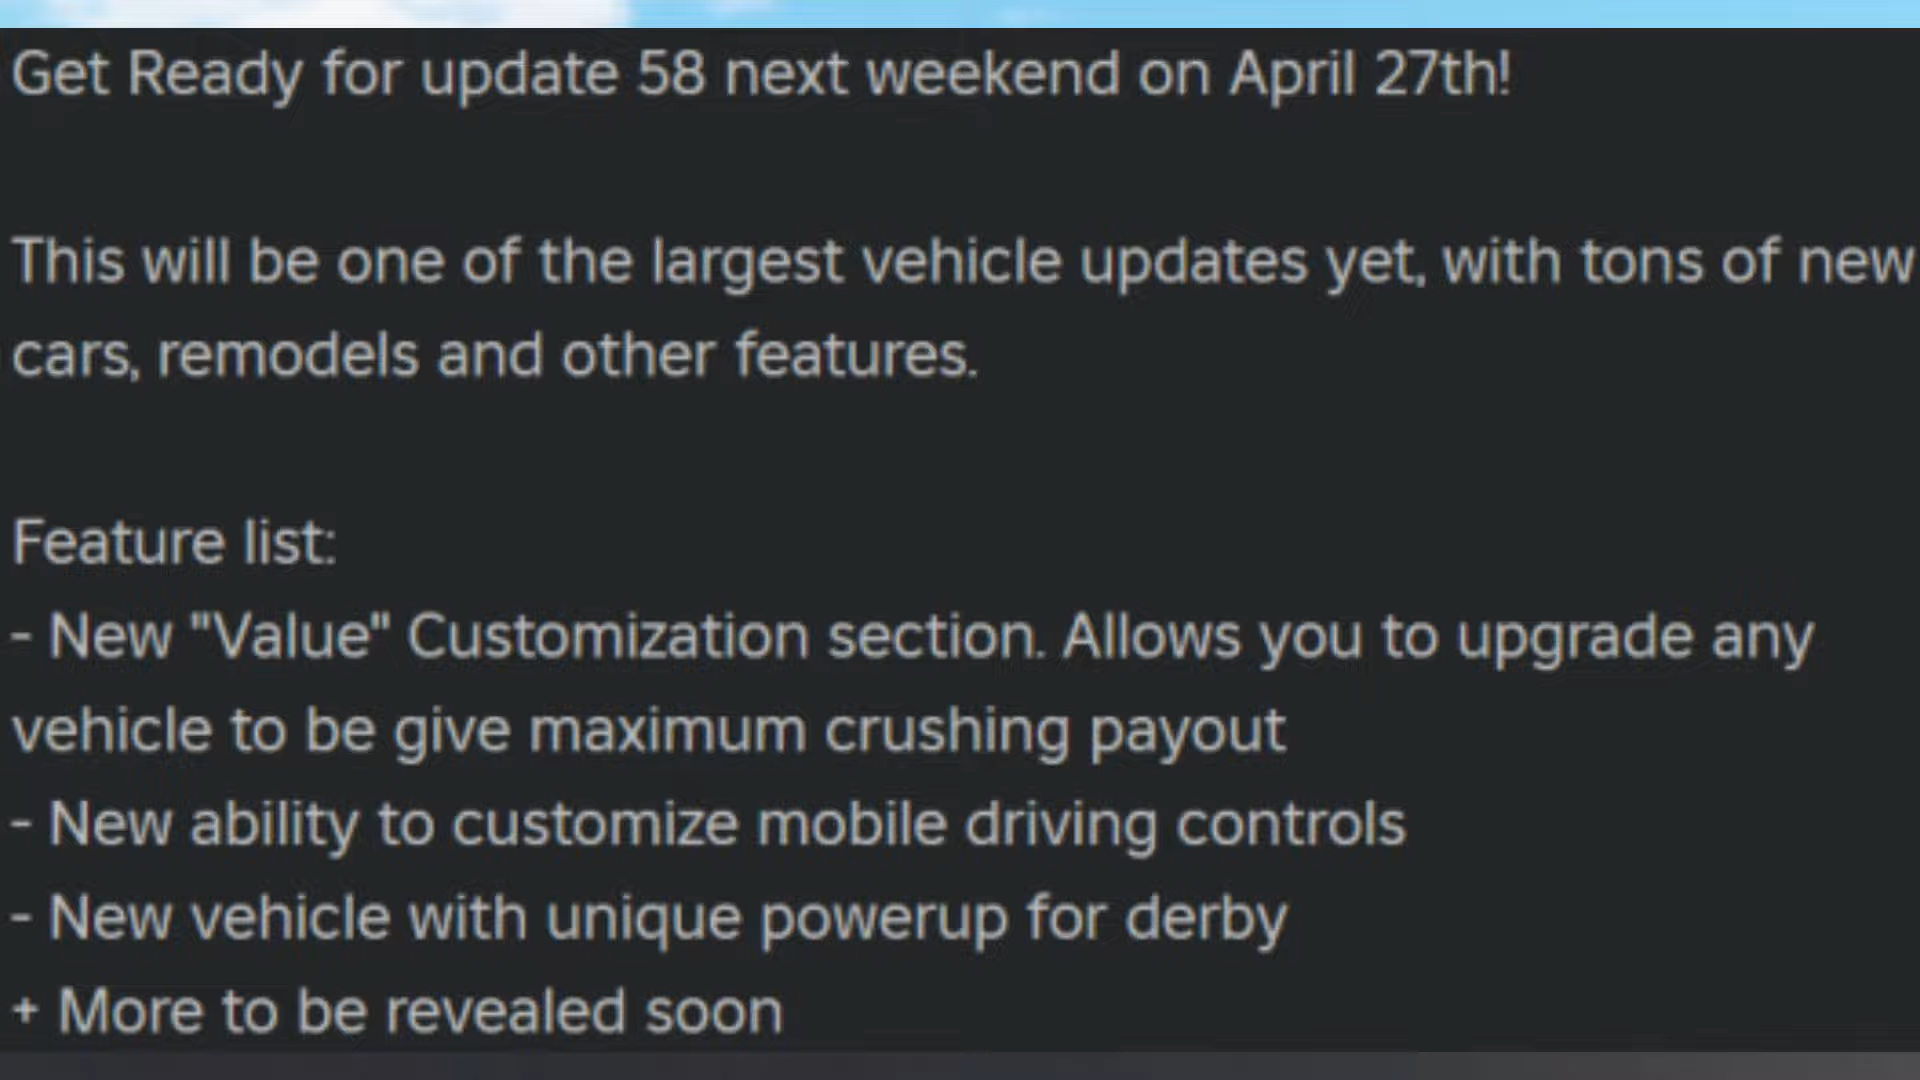 Get Ready for update 58 next weekend on April 27th!
This will be one of the largest vehicle updates yet, with tons of new
cars, remodels and other features.
Feature list:
- New "Value" Customization section. Allows you to upgrade any
vehicle to be give maximum crushing payout
- New ability to customize mobile driving controls
- New vehicle with unique powerup for derby
+ More to be revealed soon